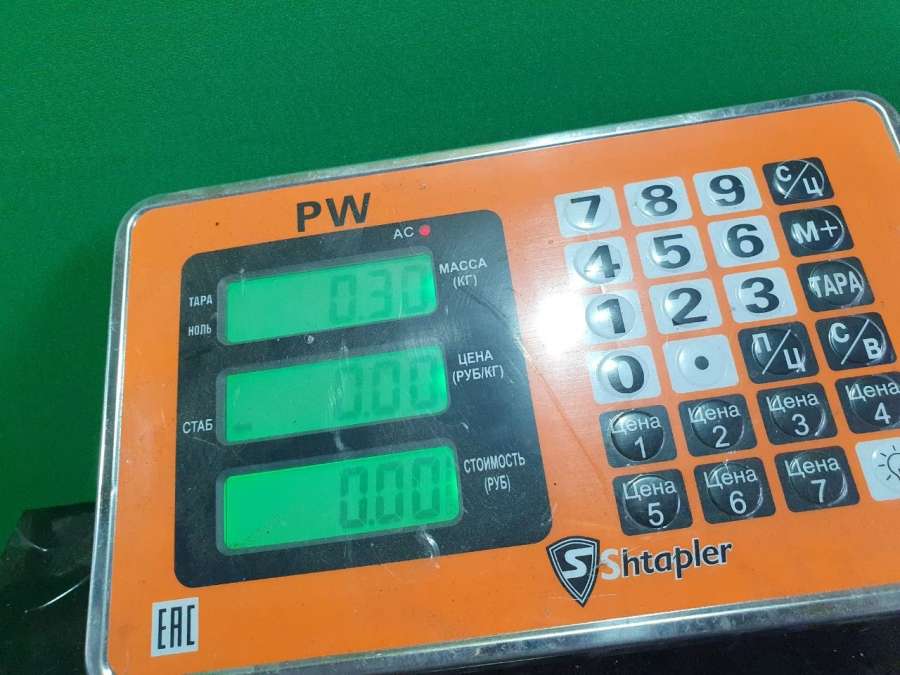 PW
AC
ТАРА
НОЛЬ
0.30
МАССА
(КГ)
СТАБ
0.00
ЦЕНА
(РУБ/КГ)
0.00
СТОИМОСТЬ
(РУБ)
7 8 9 С/Ц
4 5 6 М+
1 2 3 ТАРА
0 . П/Ц С/В
Цена 1 Цена 2 Цена 3 Цена 4
Цена 5 Цена 6 Цена 7
S Shtapler
EAC